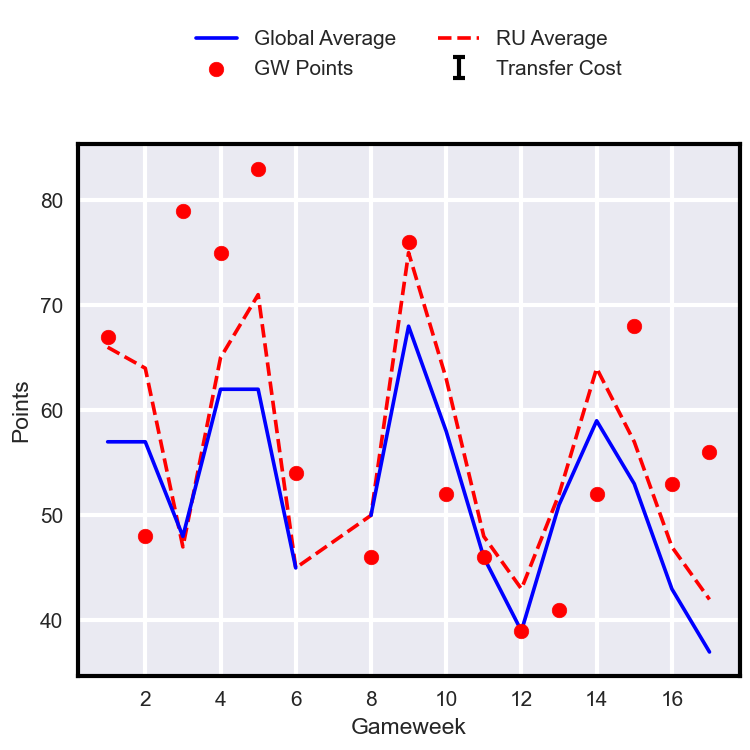 Global Average RU Average
GW Points Transfer Cost
80
70
60
50
40
Points
2 4 6 8 10 12 14 16
Gameweek